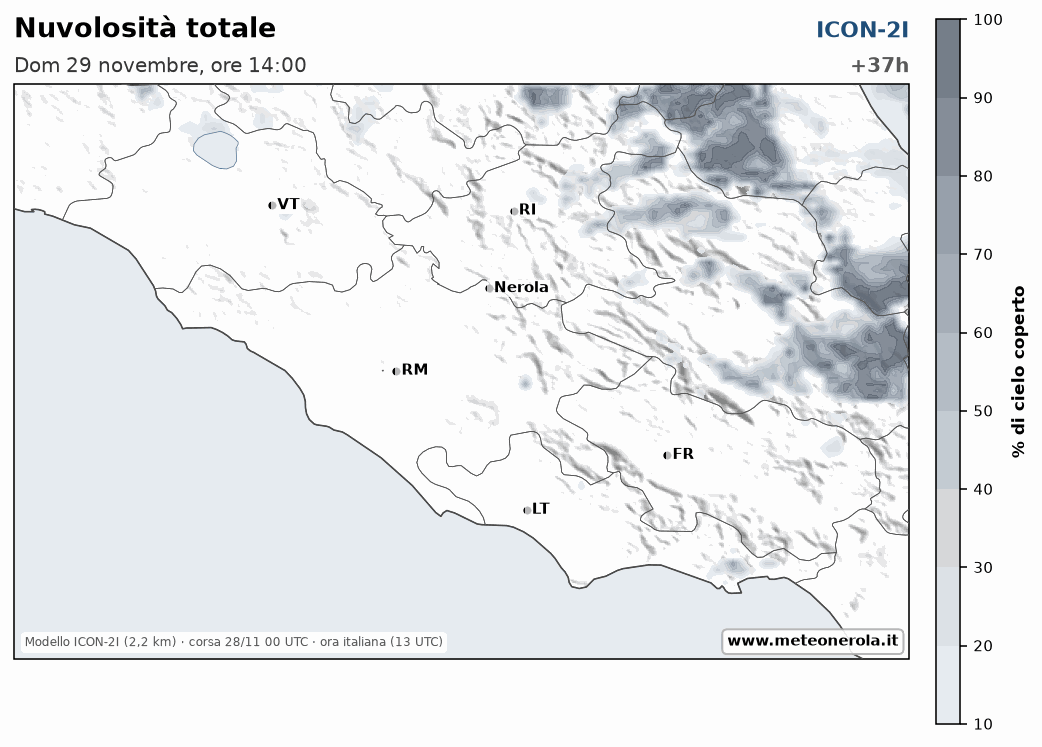 Nuvolosità totale
ICON-2I
Dom 29 novembre, ore 14:00
+37h
100
90
80
70
60
50
40
30
20
10
% di cielo coperto
VT
RI
Nerola
RM
FR
LT
Modello ICON-2I (2,2 km) · corsa 28/11 00 UTC · ora italiana (13 UTC)
www.meteonerola.it